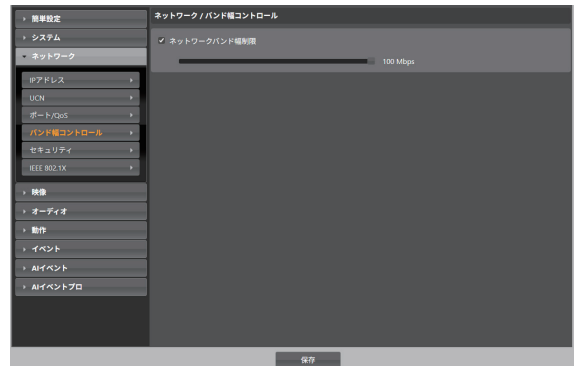 簡単設定
システム
ネットワーク
IPアドレス
UCN
ポート/QoS
バンド幅コントロール
セキュリティ
IEEE 802.1X
映像
オーディオ
動作
イベント
AIイベント
AIイベントプロ
ネットワーク / バンド幅コントロール
ネットワークバンド幅制限
100 Mbps
保存